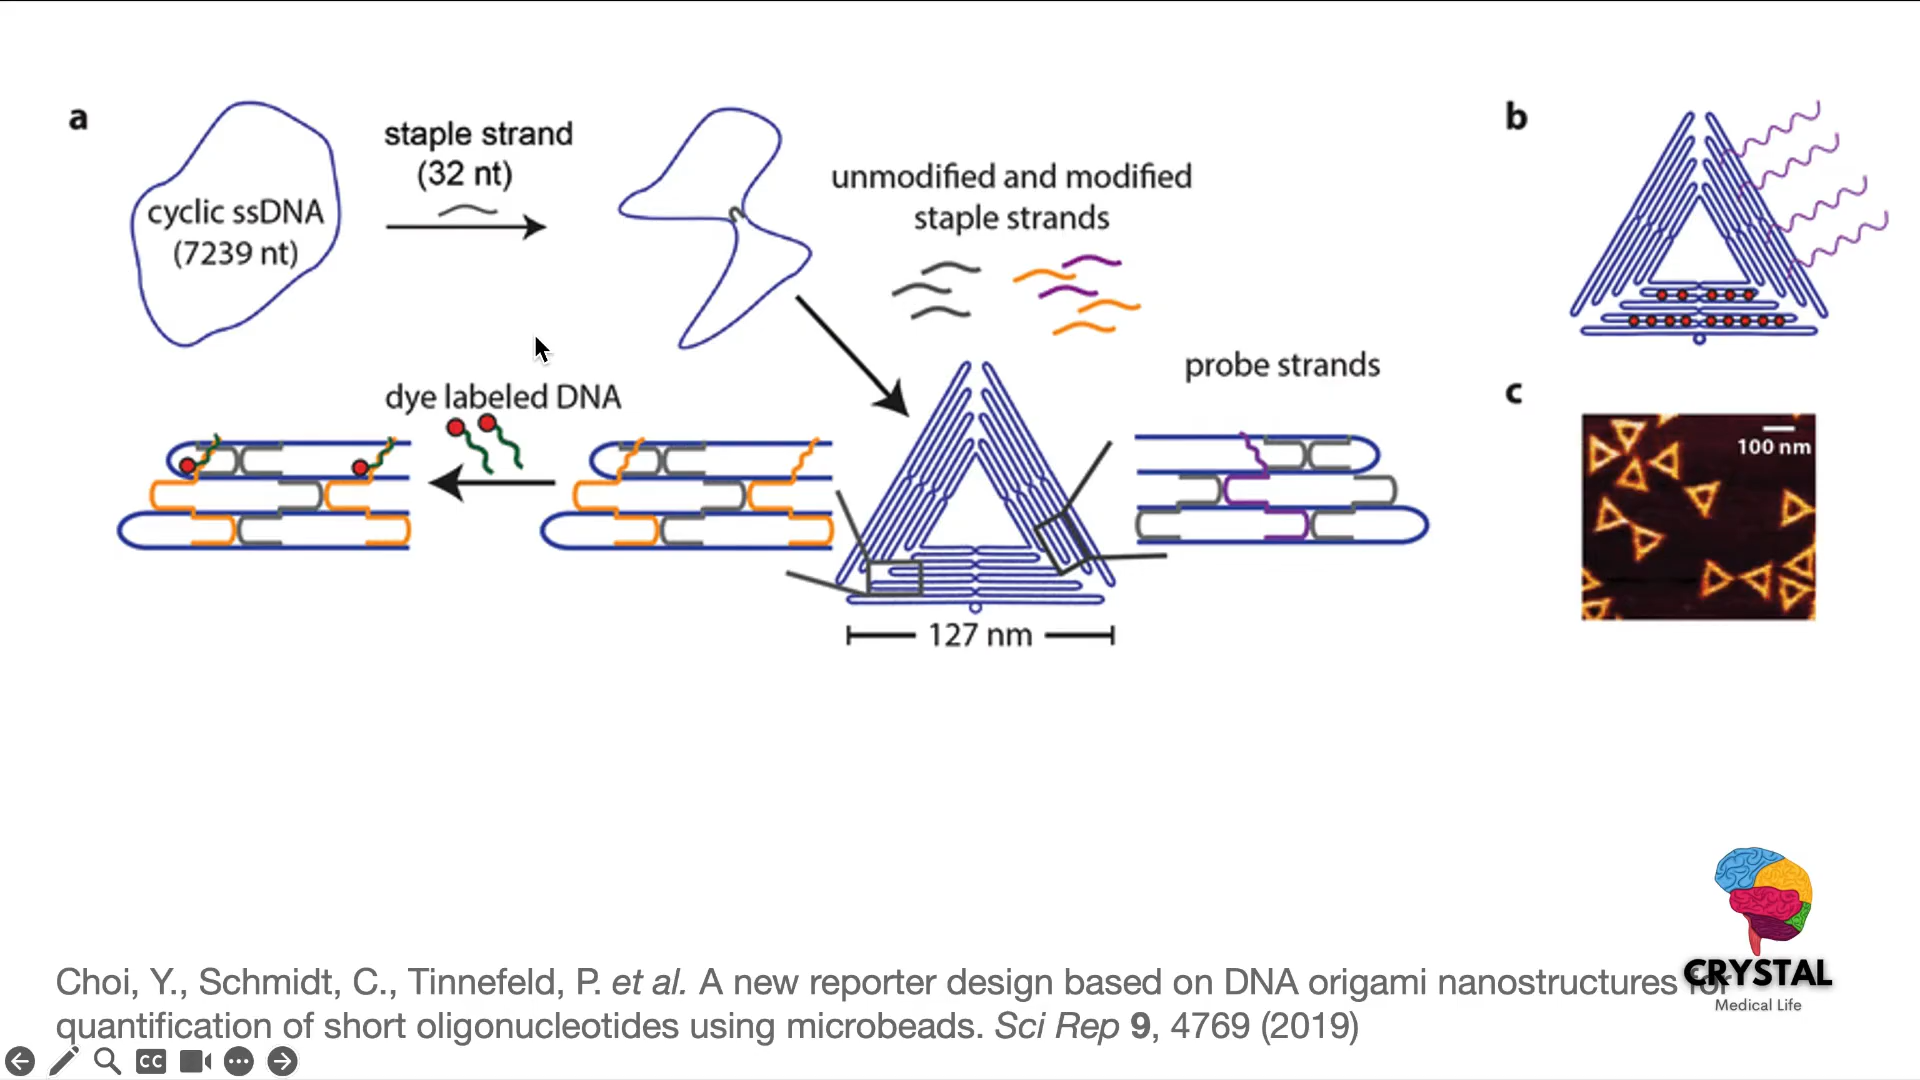 a
cyclic ssDNA
(7239 nt)
staple strand
(32 nt)
unmodified and modified
staple strands
dye labeled DNA
probe strands
127 nm
b
c
100 nm
Choi, Y., Schmidt, C., Tinnefeld, P. et al. A new reporter design based on DNA origami nanostructures for
quantification of short oligonucleotides using microbeads. Sci Rep 9, 4769 (2019)
CRYSTAL
Medical Life
CC